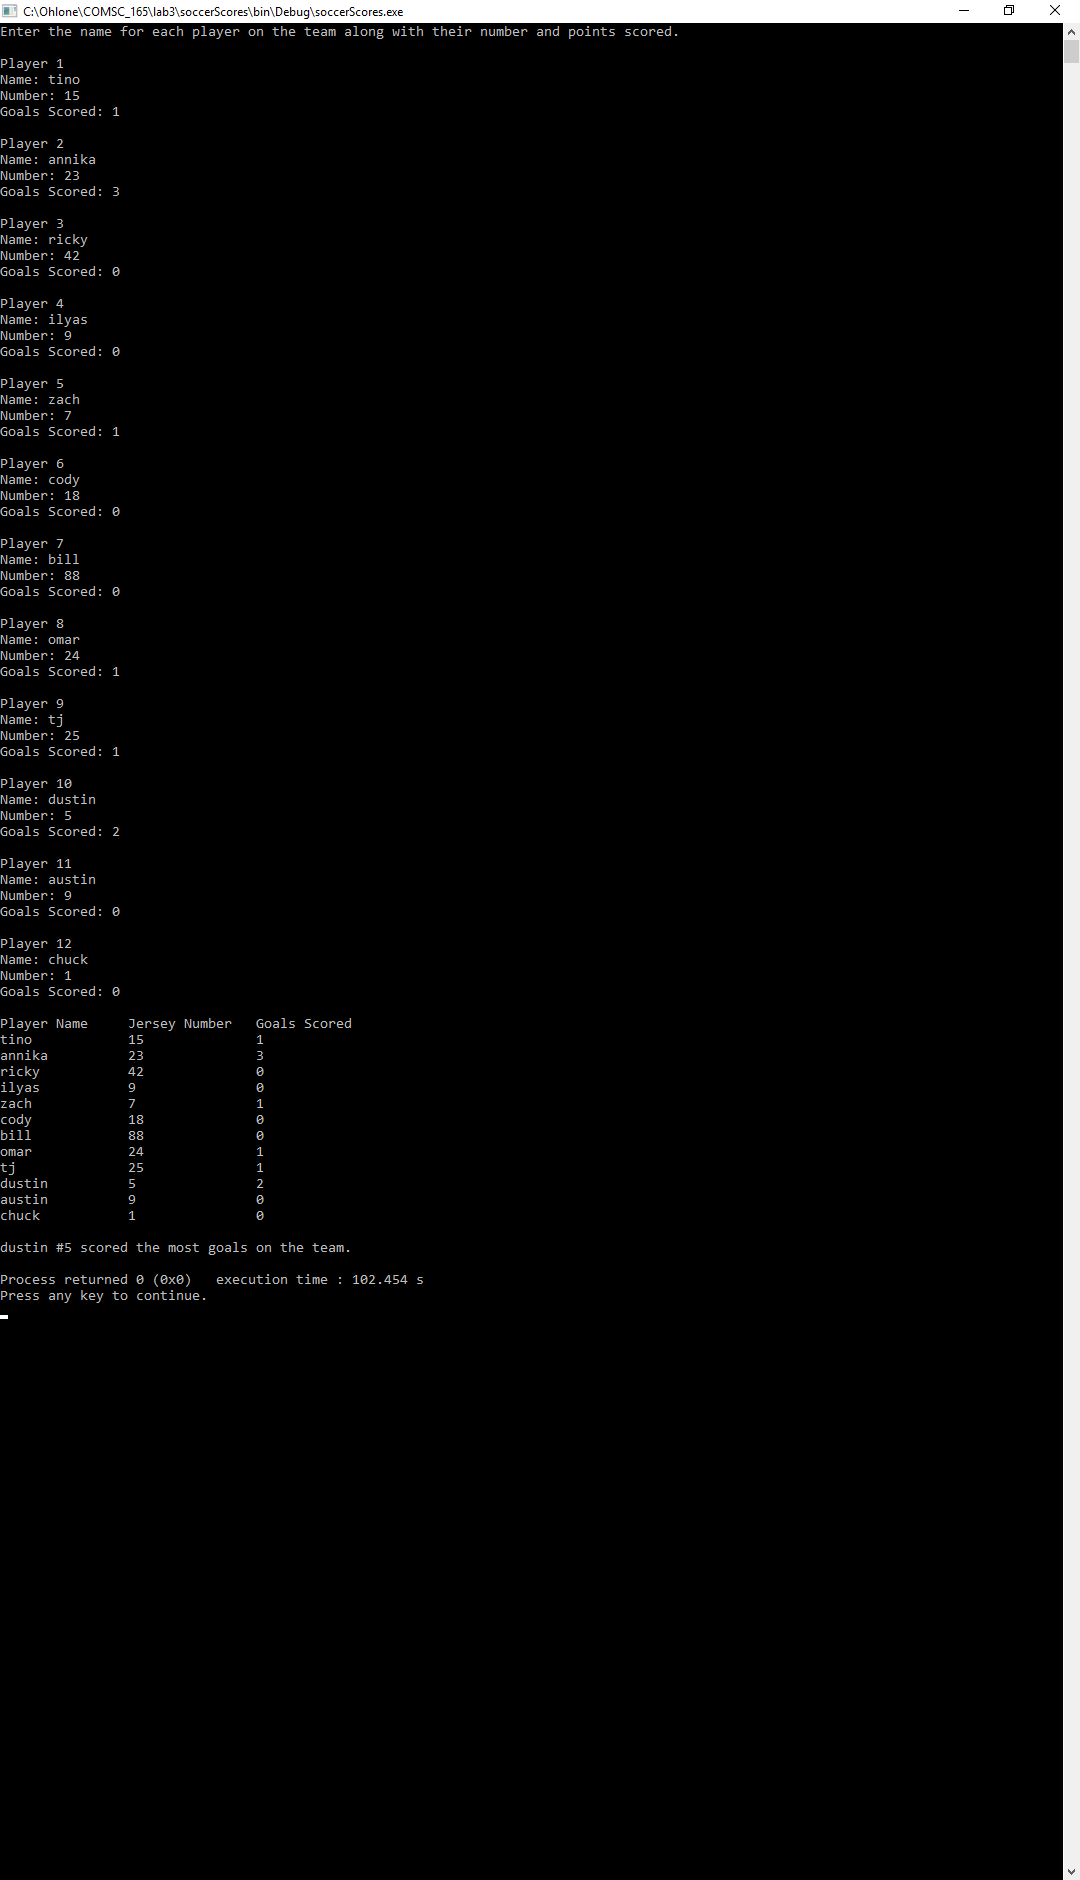 C:\Ohlone\COMSC_165\lab3\soccerScores\bin\Debug\soccerScores.exe
Enter the name for each player on the team along with their number and points scored.
Player 1
Name: tino
Number: 15
Goals Scored: 1
Player 2
Name: annika
Number: 23
Goals Scored: 3
Player 3
Name: ricky
Number: 42
Goals Scored: 0
Player 4
Name: ilyas
Number: 9
Goals Scored: 0
Player 5
Name: zach
Number: 7
Goals Scored: 1
Player 6
Name: cody
Number: 18
Goals Scored: 0
Player 7
Name: bill
Number: 88
Goals Scored: 0
Player 8
Name: omar
Number: 24
Goals Scored: 1
Player 9
Name: tj
Number: 25
Goals Scored: 1
Player 10
Name: dustin
Number: 5
Goals Scored: 2
Player 11
Name: austin
Number: 9
Goals Scored: 0
Player 12
Name: chuck
Number: 1
Goals Scored: 0
Player Name     Jersey Number   Goals Scored
tino            15              1
annika          23              3
ricky           42              0
ilyas           9               0
zach            7               1
cody            18              0
bill            88              0
omar            24              1
tj              25              1
dustin          5               2
austin          9               0
chuck           1               0
dustin #5 scored the most goals on the team.
Process returned 0 (0x0)   execution time : 102.454 s
Press any key to continue.